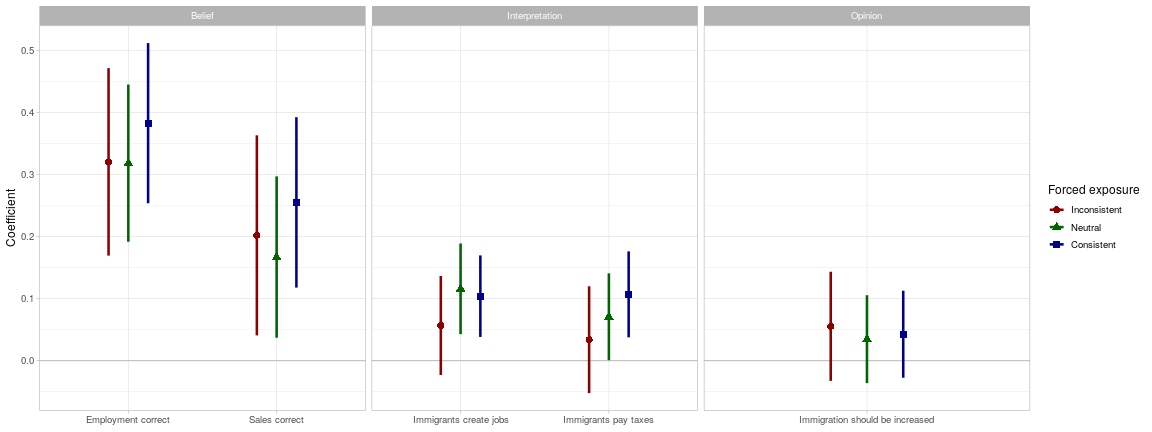 Belief
Interpretation
Opinion
Coefficient
0.5
0.4
0.3
0.2
0.1
0.0
Employment correct
Sales correct
Immigrants create jobs
Immigrants pay taxes
Immigration should be increased
Forced exposure
Inconsistent
Neutral
Consistent